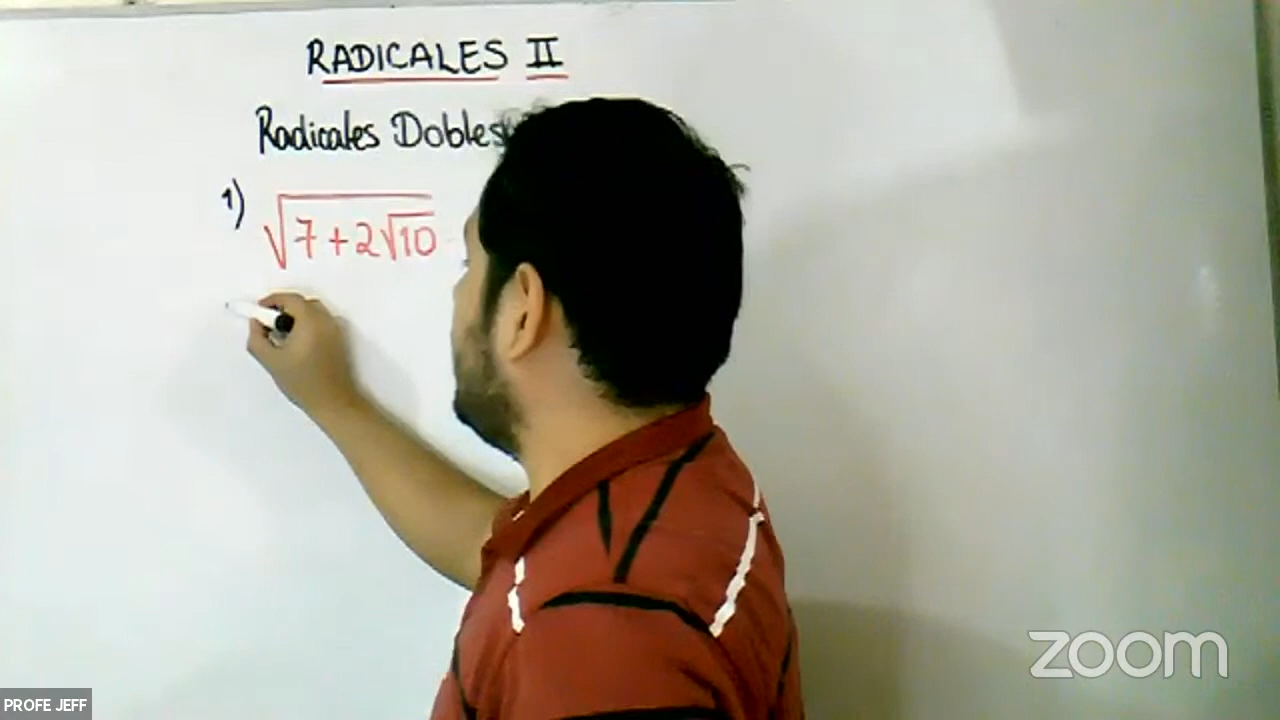 RADICALES II
Radicales Dobles
1) √(7+2√10)
zoom
PROFE JEFF